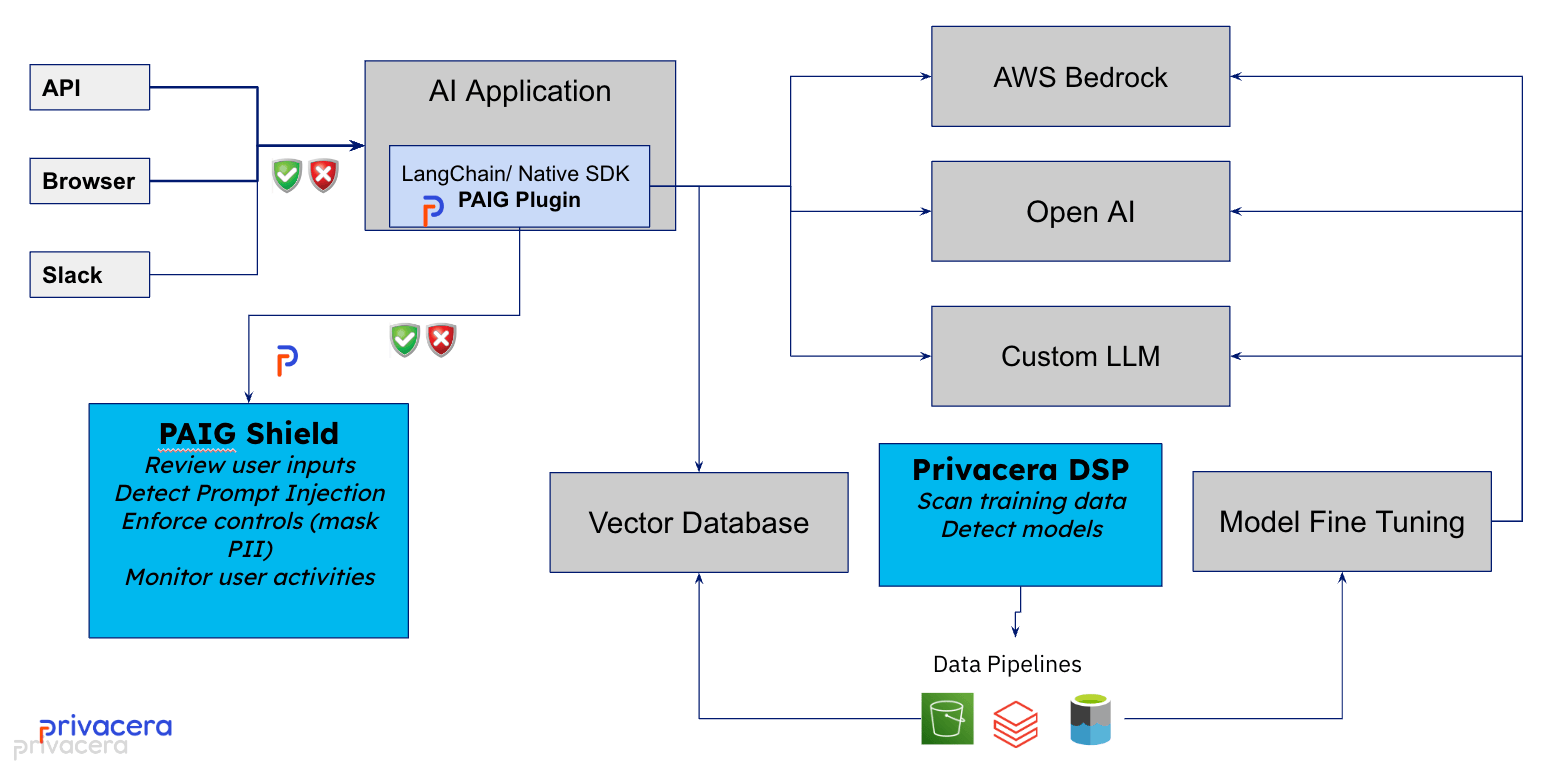 API
Browser
Slack
AI Application
LangChain/ Native SDK
PAIG Plugin
AWS Bedrock
Open AI
Custom LLM
PAIG Shield
Review user inputs
Detect Prompt Injection
Enforce controls (mask
PII)
Monitor user activities
Vector Database
Privacera DSP
Scan training data
Detect models
Model Fine Tuning
Data Pipelines
privacera
privacera